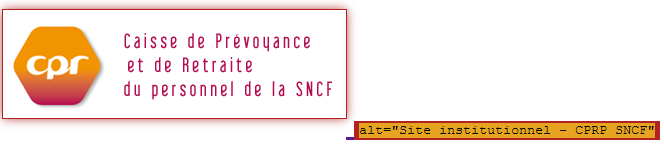 cpr
Caisse de Prévoyance
et de Retraite
du personnel de la SNCF
alt="Site institutionnel - CPRP SNCF"